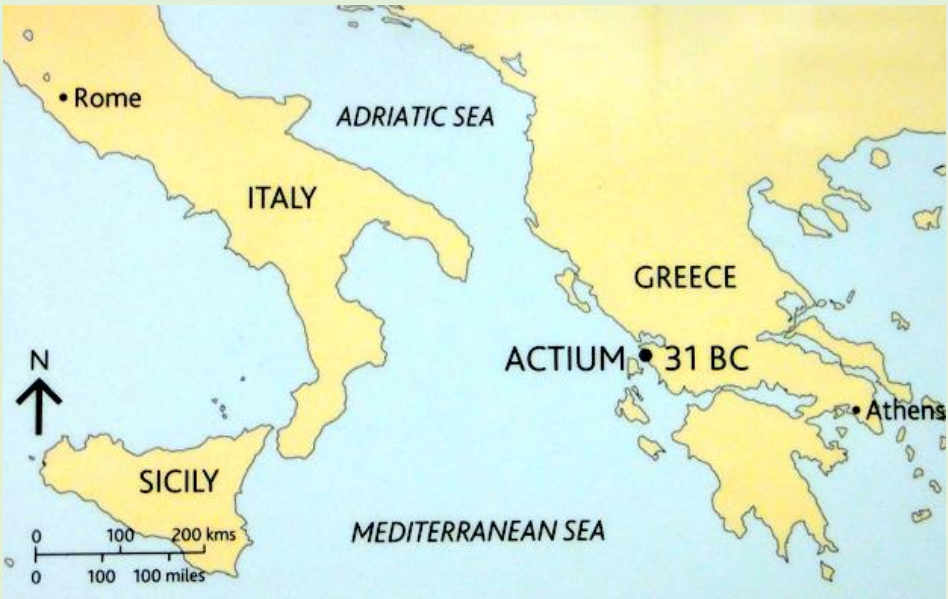 Rome
ADRIATIC SEA
ITALY
GREECE
N
ACTIUM 31 BC
Athens
SICILY
MEDITERRANEAN SEA
0 100 200 kms
0 100 100 miles